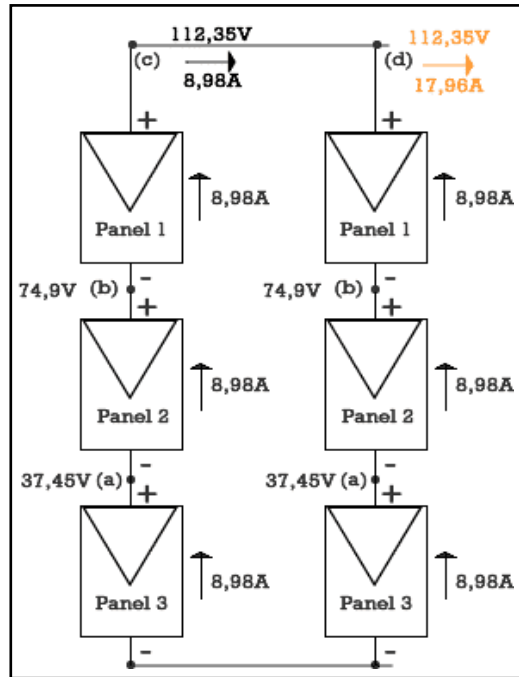 112,35V
112,35V
(c)
(d)
8,98A
17,96A
+
+
8,98A
8,98A
Panel 1
Panel 1
-
-
74,9V (b)
74,9V (b)
+
+
8,98A
8,98A
Panel 2
Panel 2
-
-
37,45V (a)
37,45V (a)
+
+
8,98A
8,98A
Panel 3
Panel 3
-
-